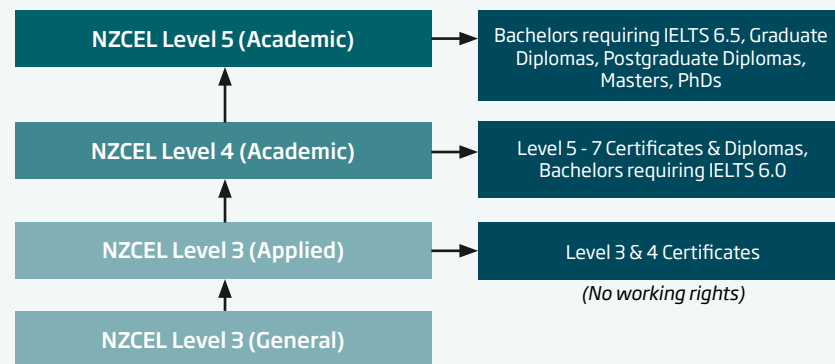 NZCEL Level 5 (Academic)
Bachelors requiring IELTS 6.5, Graduate
Diplomas, Postgraduate Diplomas,
Masters, PhDs
NZCEL Level 4 (Academic)
Level 5 - 7 Certificates & Diplomas,
Bachelors requiring IELTS 6.0
NZCEL Level 3 (Applied)
Level 3 & 4 Certificates
(No working rights)
NZCEL Level 3 (General)